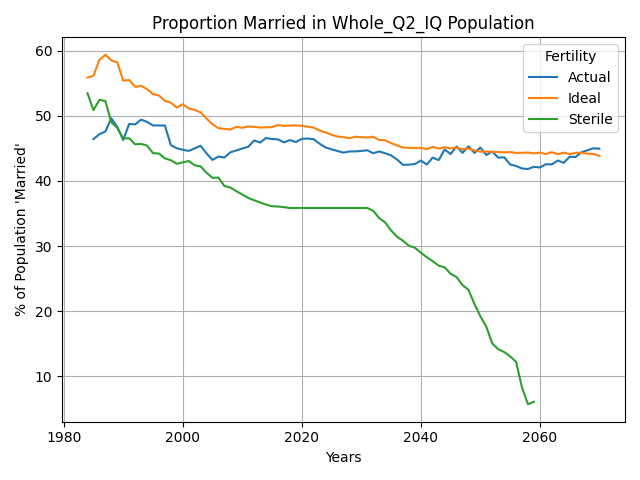 Proportion Married in Whole_Q2_IQ Population
% of Population 'Married'
60
50
40
30
20
10
1980
2000
2020
2040
2060
Years
Fertility
Actual
Ideal
Sterile